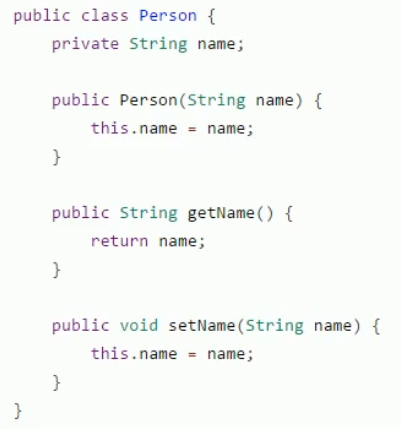 public class Person {
    private String name;

    public Person(String name) {
        this.name = name;
    }

    public String getName() {
        return name;
    }

    public void setName(String name) {
        this.name = name;
    }
}